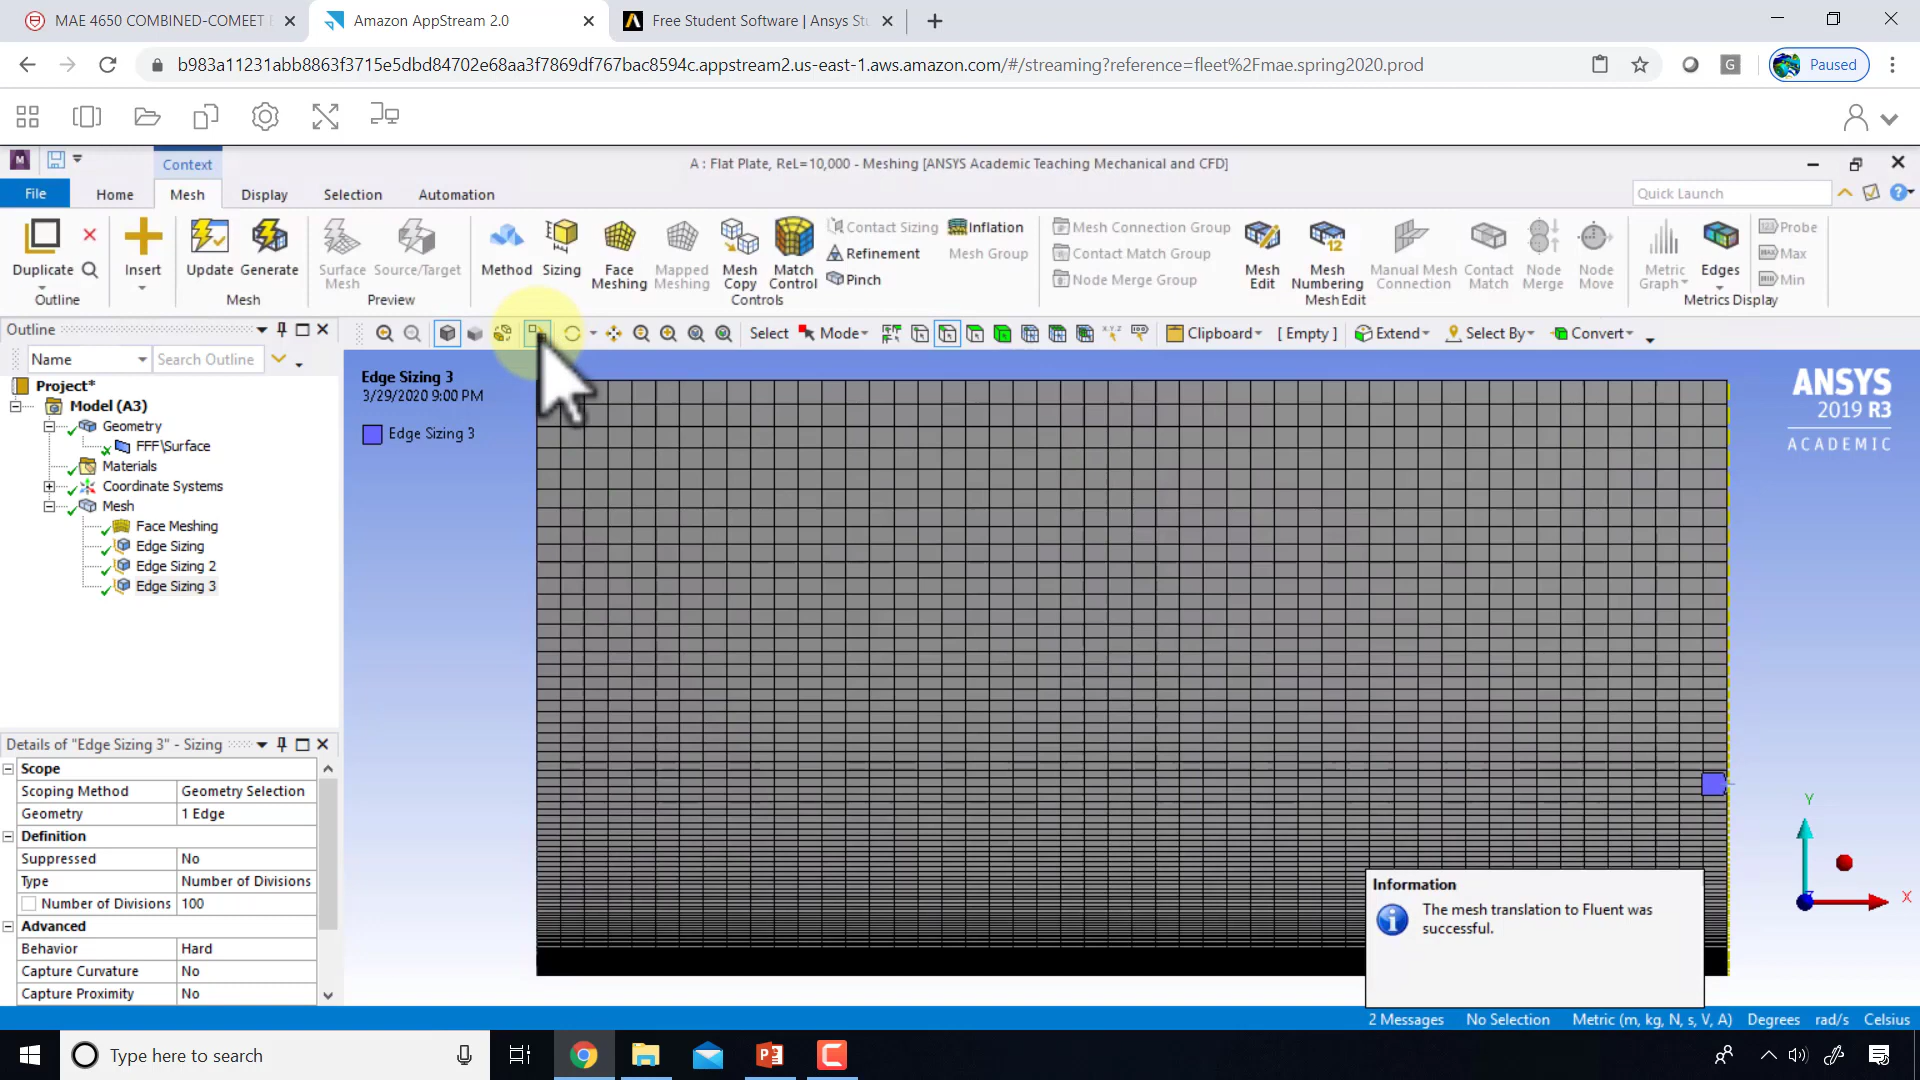 MAE 4650 COMBINED-COMEET
Amazon AppStream 2.0
Free Student Software | Ansys Stu
b983a11231abb8863f3715e5dbd84702e68aa3f7869df767bac8594c.appstream2.us-east-1.aws.amazon.com/#/streaming?reference=fleet%2Fmae.spring2020.prod
Paused
Context
A : Flat Plate, ReL=10,000 - Meshing [ANSYS Academic Teaching Mechanical and CFD]
File Home Mesh Display Selection Automation
Quick Launch
Duplicate
Outline
Insert
Update Generate
Mesh
Surface Mesh
Source/Target
Preview
Method Sizing
Face Meshing
Mapped Meshing
Mesh Copy
Match Control
Contact Sizing
Refinement
Pinch
Controls
Inflation
Mesh Group
Mesh Connection Group
Contact Match Group
Node Merge Group
Mesh Edit
Mesh Numbering
Manual Mesh Connection
Contact Match
Node Merge
Node Move
Mesh Edit
Metric Graph
Edges
Probe
Max
Min
Metrics Display
Outline
Select Mode Clipboard [ Empty ] Extend Select By Convert
Name Search Outline
Project*
Model (A3)
Geometry
FFF\Surface
Materials
Coordinate Systems
Mesh
Face Meshing
Edge Sizing
Edge Sizing 2
Edge Sizing 3
Edge Sizing 3
3/29/2020 9:00 PM
Edge Sizing 3
ANSYS
2019 R3
ACADEMIC
Details of "Edge Sizing 3" - Sizing
Scope
Scoping Method Geometry Selection
Geometry 1 Edge
Definition
Suppressed No
Type Number of Divisions
Number of Divisions 100
Advanced
Behavior Hard
Capture Curvature No
Capture Proximity No
Y
X
Information
The mesh translation to Fluent was
successful.
2 Messages No Selection Metric (m, kg, N, s, V, A) Degrees rad/s Celsius
Type here to search